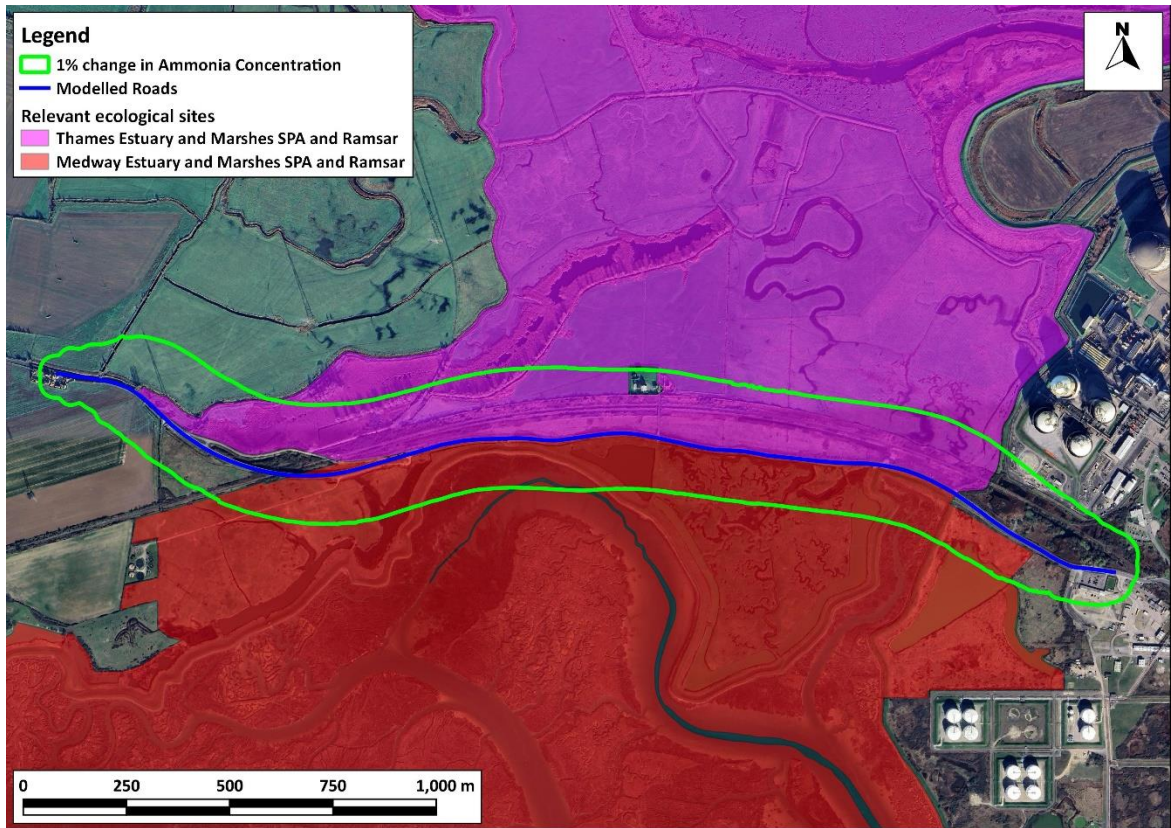 Legend
1% change in Ammonia Concentration
Modelled Roads
Relevant ecological sites
Thames Estuary and Marshes SPA and Ramsar
Medway Estuary and Marshes SPA and Ramsar
N
0 250 500 750 1,000 m